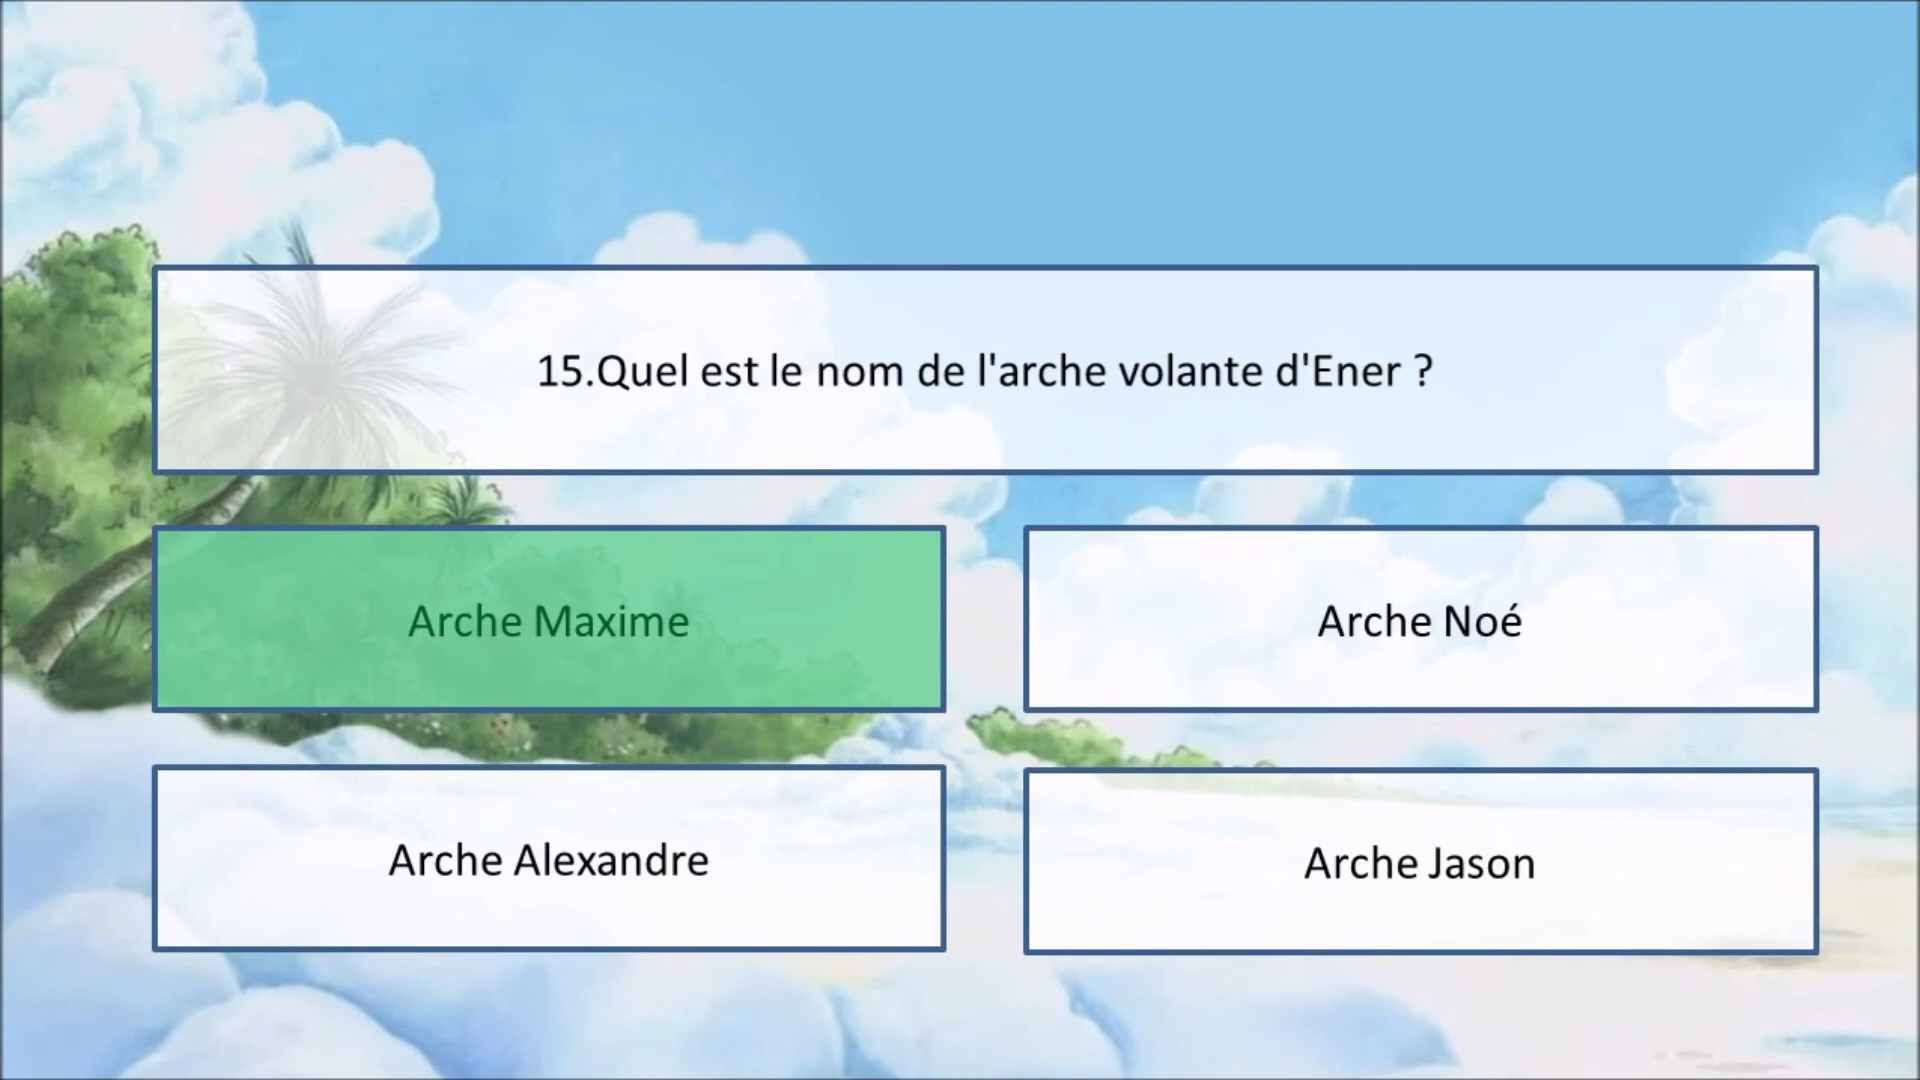 15.Quel est le nom de l'arche volante d'Ener ?
Arche Maxime
Arche Noé
Arche Alexandre
Arche Jason